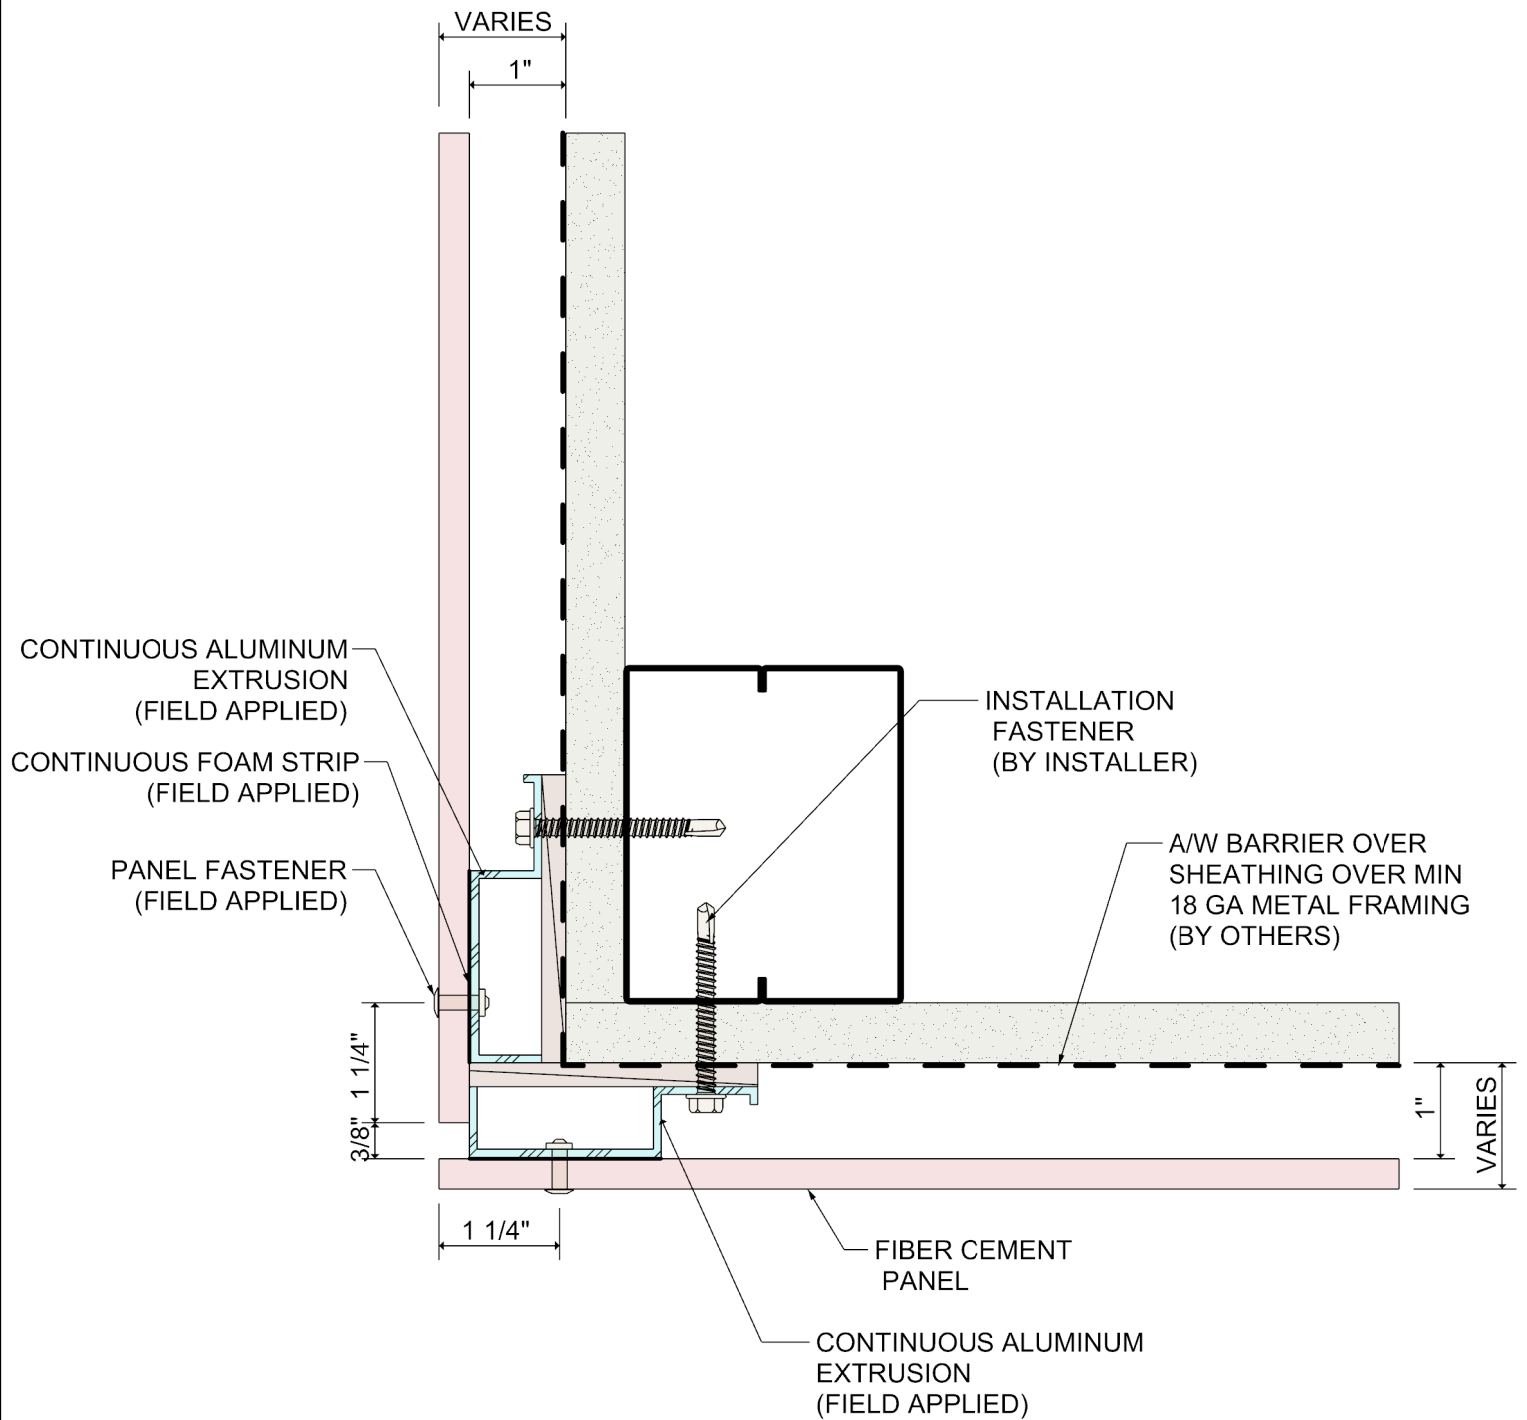 VARIES
1"
CONTINUOUS ALUMINUM
EXTRUSION
(FIELD APPLIED)
CONTINUOUS FOAM STRIP
(FIELD APPLIED)
PANEL FASTENER
(FIELD APPLIED)
INSTALLATION
FASTENER
(BY INSTALLER)
A/W BARRIER OVER
SHEATHING OVER MIN
18 GA METAL FRAMING
(BY OTHERS)
1 1/4"
3/8"
1"
VARIES
1 1/4"
FIBER CEMENT
PANEL
CONTINUOUS ALUMINUM
EXTRUSION
(FIELD APPLIED)